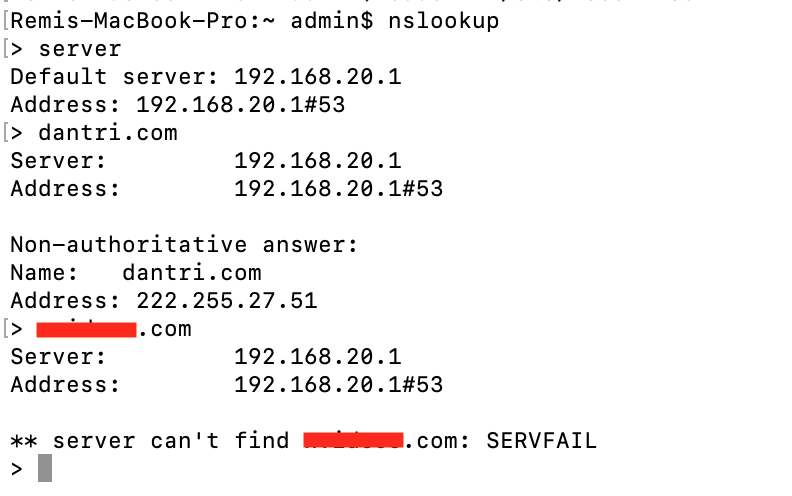 Remis-MacBook-Pro:~ admin$ nslookup
> server
Default server: 192.168.20.1
Address: 192.168.20.1#53
> dantri.com
Server: 192.168.20.1
Address: 192.168.20.1#53
Non-authoritative answer:
Name: dantri.com
Address: 222.255.27.51
> .com
Server: 192.168.20.1
Address: 192.168.20.1#53
** server can't find .com: SERVFAIL
>